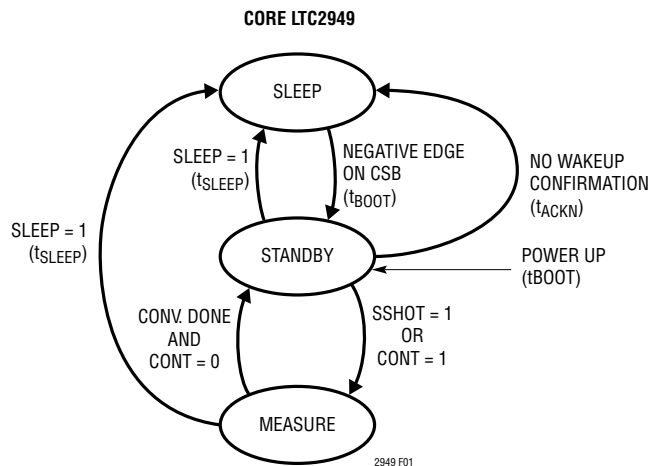 CORE LTC2949
SLEEP
SLEEP = 1
(tSLEEP)
NEGATIVE EDGE
ON CSB
(tBOOT)
NO WAKEUP
CONFIRMATION
(tACKN)
SLEEP = 1
(tSLEEP)
STANDBY
POWER UP
(tBOOT)
CONV. DONE
AND
CONT = 0
SSHOT = 1
OR
CONT = 1
MEASURE
2949 F01